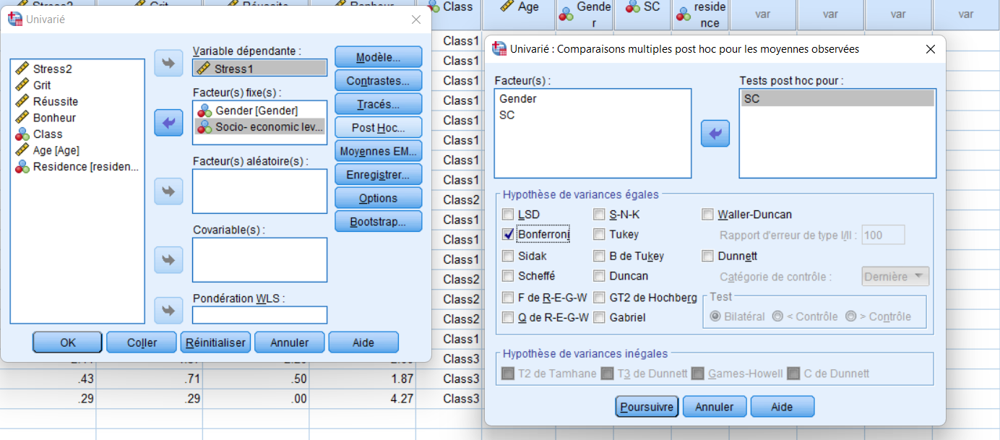 Stress2
Grit
Réussite
Bonheur
Class
Age
Gende
r
SC
reside
nce
var
var
var
var
Univarié
Stress2
Grit
Réussite
Bonheur
Class
Age [Age]
Residence [residen...
Variable dépendante :
Stress1
Facteur(s) fixe(s) :
Gender [Gender]
Socio- economic lev...
Facteur(s) aléatoire(s) :
Covariable(s) :
Pondération WLS :
Modèle...
Contrastes...
Tracés...
Post Hoc...
Moyennes EM...
Enregistrer...
Options
Bootstrap...
OK
Coller
Réinitialiser
Annuler
Aide
Class1
Class1
Class1
Class1
Class1
Class1
Class1
Class1
Class2
Class1
Class1
Class1
Class2
Class2
Class2
Class1
Class3
.43 .71 .50 1.87 Class3
.29 .29 .00 4.27 Class3
Univarié : Comparaisons multiples post hoc pour les moyennes observées
Facteur(s) :
Gender
SC
Tests post hoc pour :
SC
Hypothèse de variances égales
LSD S-N-K Waller-Duncan
Bonferroni Tukey Rapport d'erreur de type I/II : 100
Sidak B de Tukey Dunnett
Scheffé Duncan Catégorie de contrôle : Dernière
F de R-E-G-W GT2 de Hochberg Test
Q de R-E-G-W Gabriel Bilatéral < Contrôle > Contrôle
Hypothèse de variances inégales
T2 de Tamhane T3 de Dunnett Games-Howell C de Dunnett
Poursuivre Annuler Aide